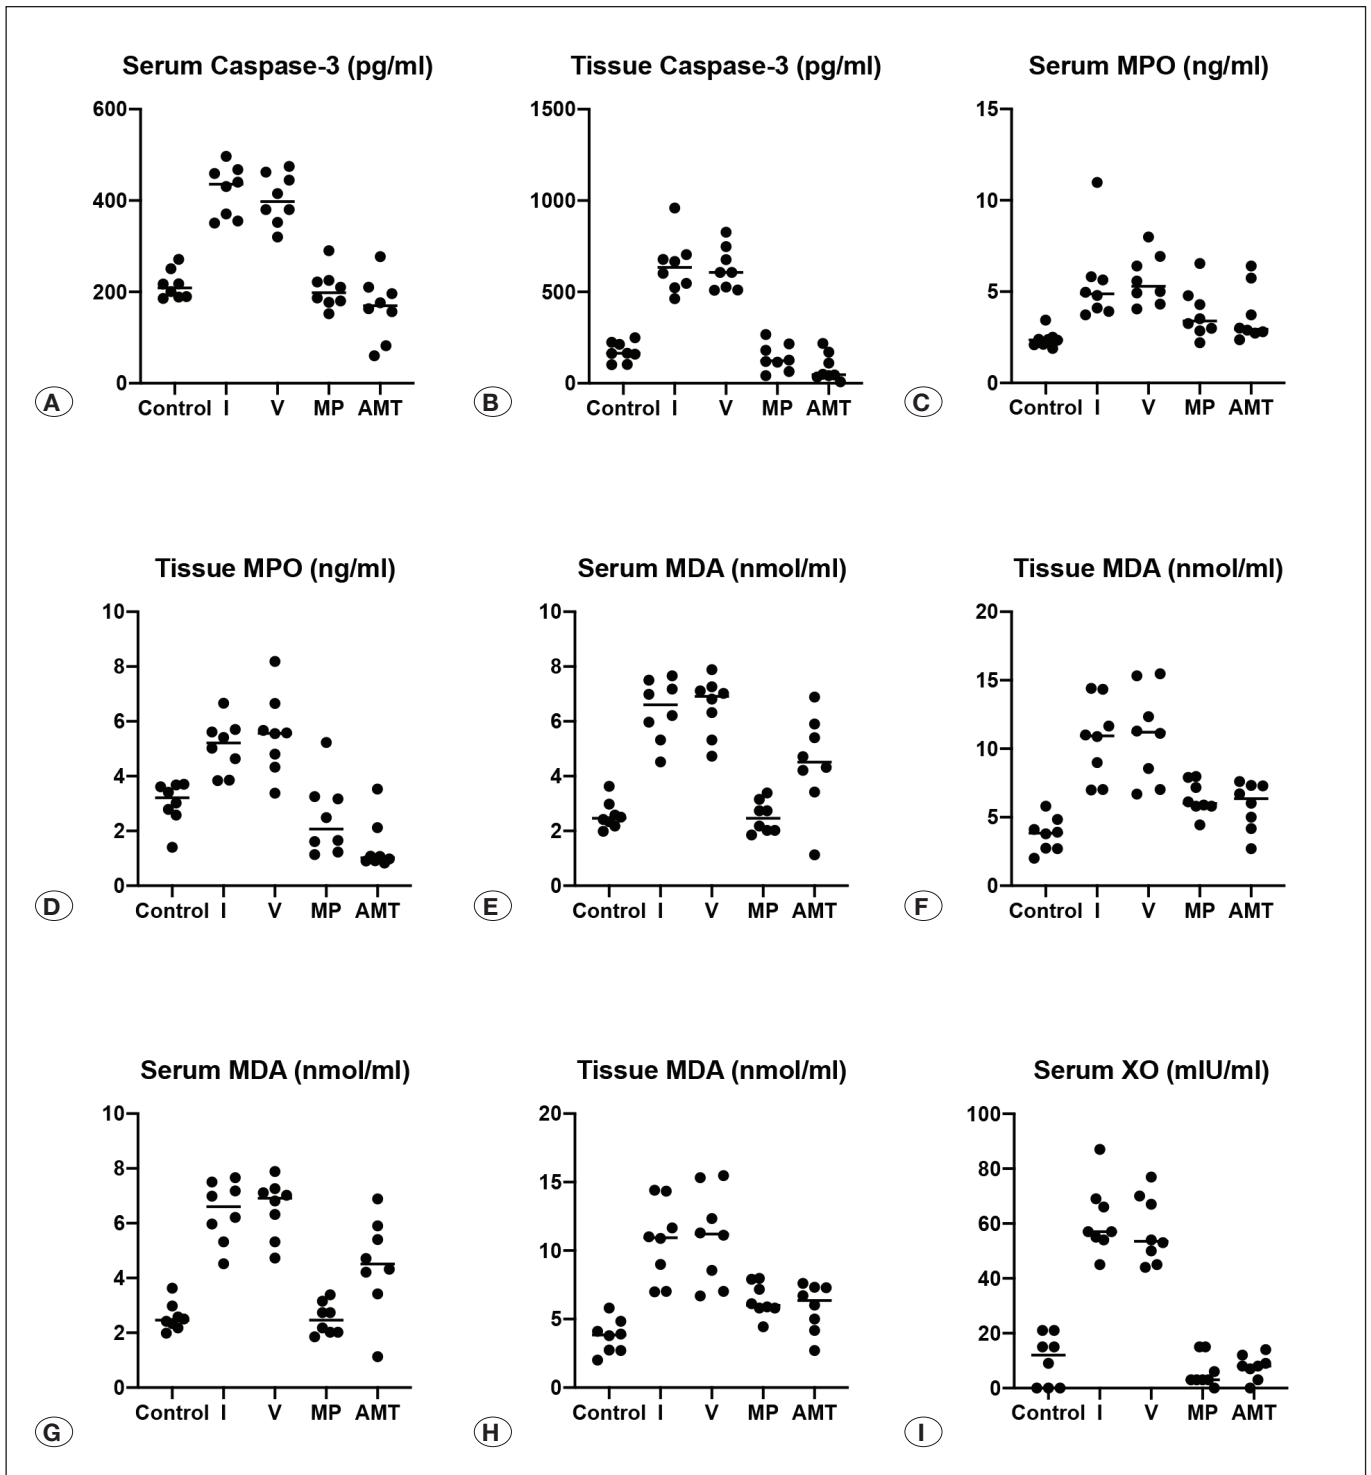 Serum Caspase-3 (pg/ml)
600
400
200
0
Control I V MP AMT
A
Tissue Caspase-3 (pg/ml)
1500
1000
500
0
Control I V MP AMT
B
Serum MPO (ng/ml)
15
10
5
0
Control I V MP AMT
C
Tissue MPO (ng/ml)
10
8
6
4
2
0
Control I V MP AMT
D
Serum MDA (nmol/ml)
10
8
6
4
2
0
Control I V MP AMT
E
Tissue MDA (nmol/ml)
20
15
10
5
0
Control I V MP AMT
F
Serum MDA (nmol/ml)
10
8
6
4
2
0
Control I V MP AMT
G
Tissue MDA (nmol/ml)
20
15
10
5
0
Control I V MP AMT
H
Serum XO (mIU/ml)
100
80
60
40
20
0
Control I V MP AMT
I